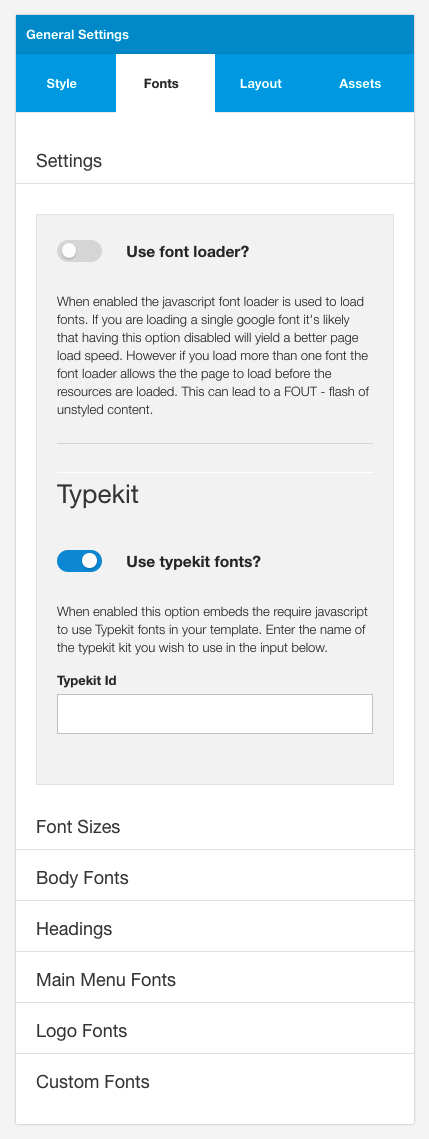 General Settings
Style Fonts Layout Assets
Settings
Use font loader?
When enabled the javascript font loader is used to load
fonts. If you are loading a single google font it's likely
that having this option disabled will yield a better page
load speed. However if you load more than one font the
font loader allows the the page to load before the
resources are loaded. This can lead to a FOUT - flash of
unstyled content.
Typekit
Use typekit fonts?
When enabled this option embeds the require javascript
to use Typekit fonts in your template. Enter the name of
the typekit kit you wish to use in the input below.
Typekit Id
Font Sizes
Body Fonts
Headings
Main Menu Fonts
Logo Fonts
Custom Fonts